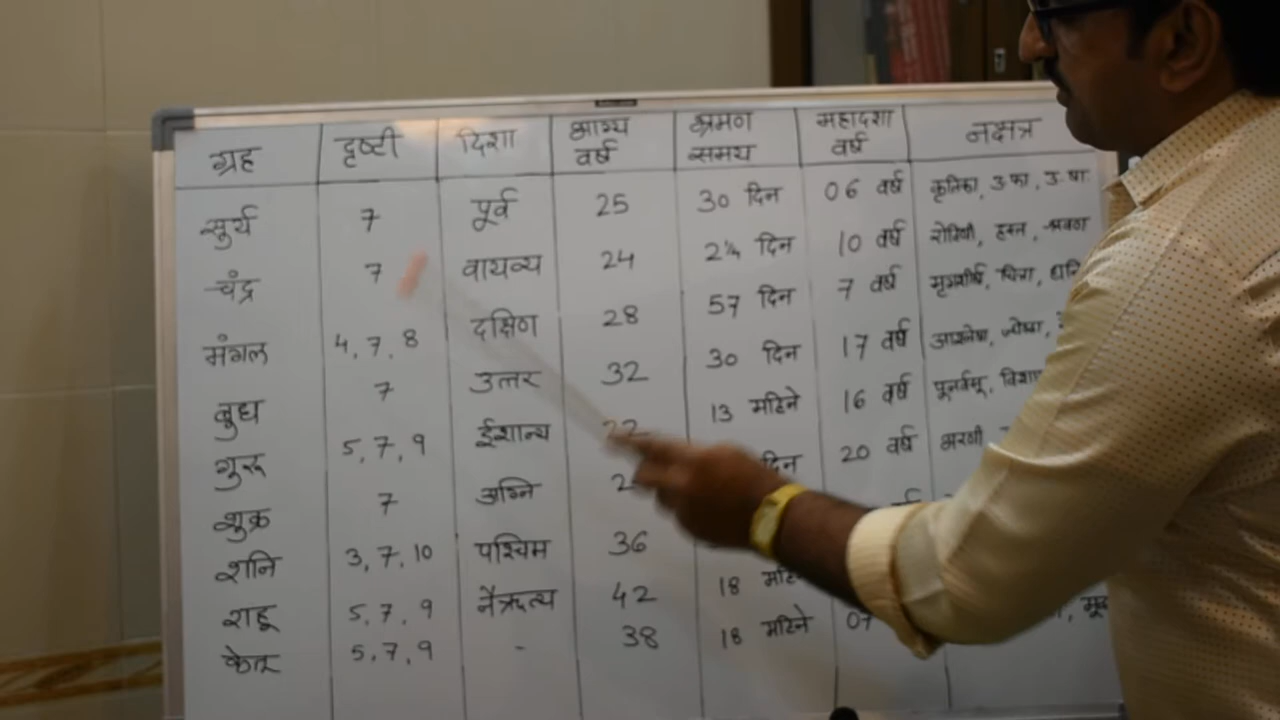 ग्रह दृष्टी दिशा भाग्य वर्ष भ्रमण समय महादशा वर्ष नक्षत्र
सुर्य 7 पूर्व 25 30 दिन 06 वर्ष कृतिका, उ.फा, उ.षा
चंद्र 7 वायव्य 24 2¼ दिन 10 वर्ष रोहिणी, हस्त, श्रवण
मंगल 4, 7, 8 दक्षिण 28 57 दिन 7 वर्ष मृगशीर्ष, चित्रा,
बुध 7 उत्तर 32 30 दिन 17 वर्ष आश्लेषा, ज्येष्ठा,
गुरू 5, 7, 9 ईशान्य 13 महिने 16 वर्ष पूनर्वसू,
शुक्र 7 अग्नि दिन 20 वर्ष भरणी
शनि 3, 7, 10 पश्चिम 36
राहू 5, 7, 9 नैऋत्य 42 18
केतू 5, 7, 9 - 38 18 महिने 07